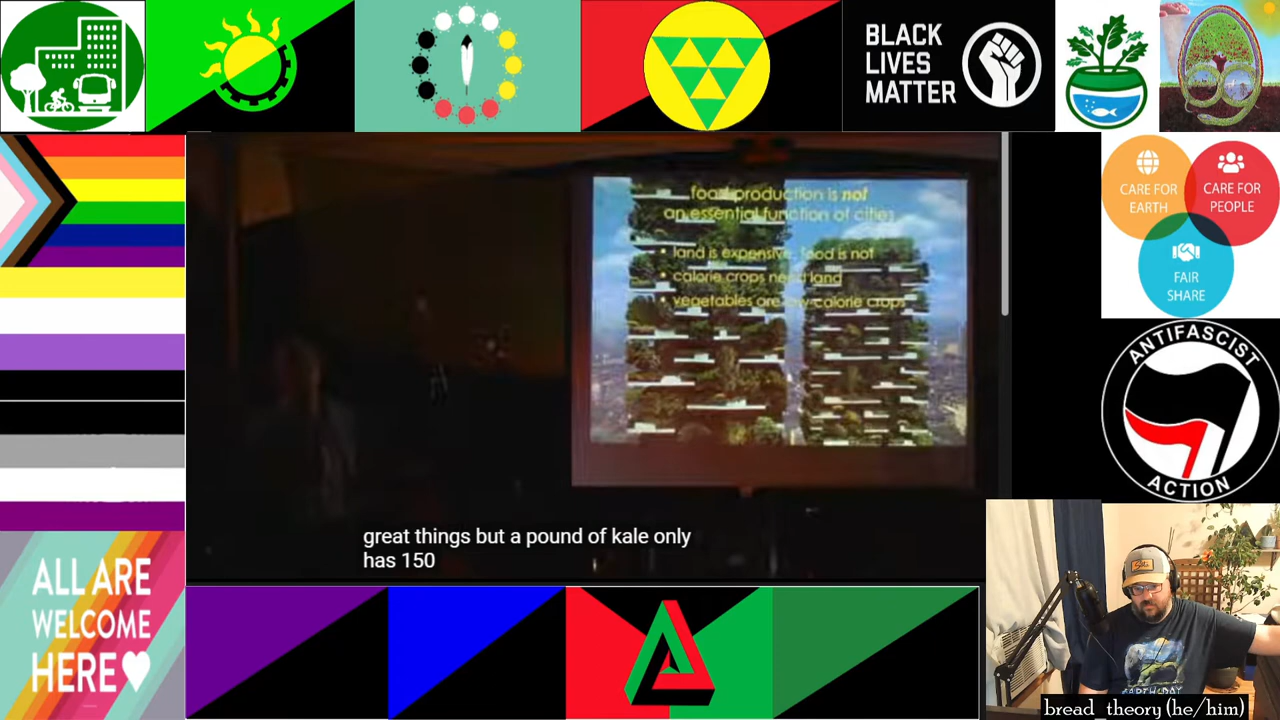 BLACK
LIVES
MATTER
food production is not
an essential function of cities
• land is expensive, food is not
• calorie crops need land
• vegetables are low-calorie crops
CARE FOR
EARTH
CARE FOR
PEOPLE
FAIR
SHARE
ANTIFASCIST
ACTION
great things but a pound of kale only
has 150
ALL ARE
WELCOME
HERE
EARTH DAY
bread_theory (he/him)